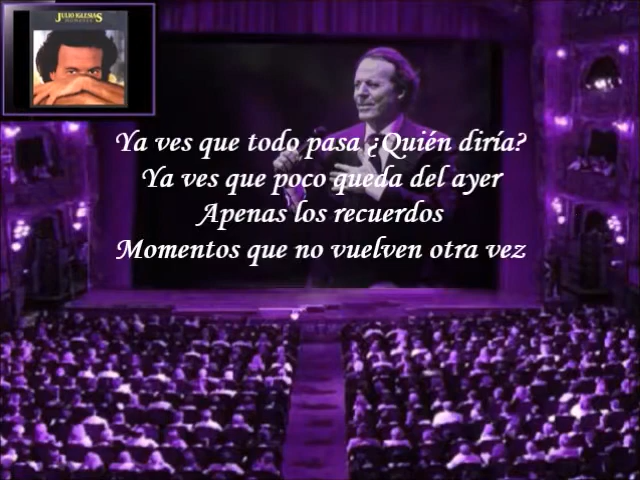 JULIO IGLESIAS
MOMENTOS
Ya ves que todo pasa ¿Quién diría?
Ya ves que poco queda del ayer
Apenas los recuerdos
Momentos que no vuelven otra vez